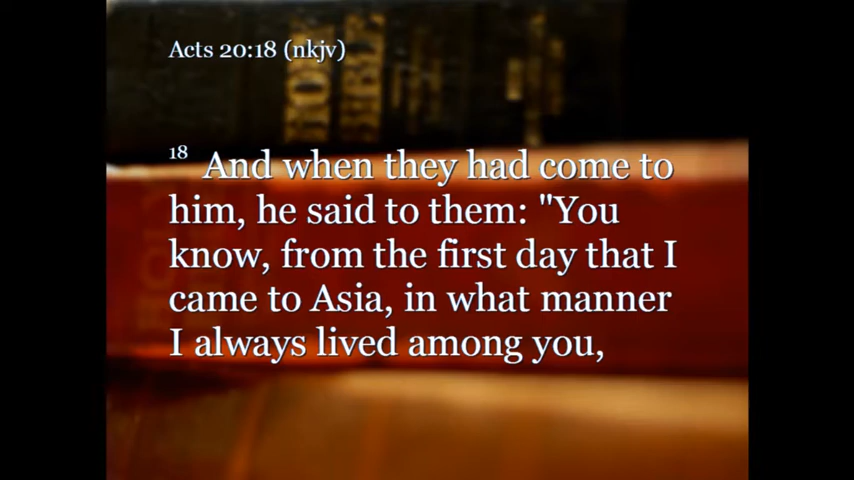 Acts 20:18 (nkjv)
18 And when they had come to
him, he said to them: "You
know, from the first day that I
came to Asia, in what manner
I always lived among you,